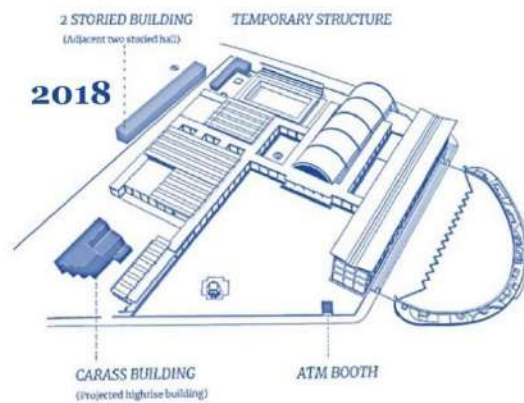 2 STORIED BUILDING
(Adjacent two storied hall)
TEMPORARY STRUCTURE
2018
CARASS BUILDING
(Projected highrise building)
ATM BOOTH